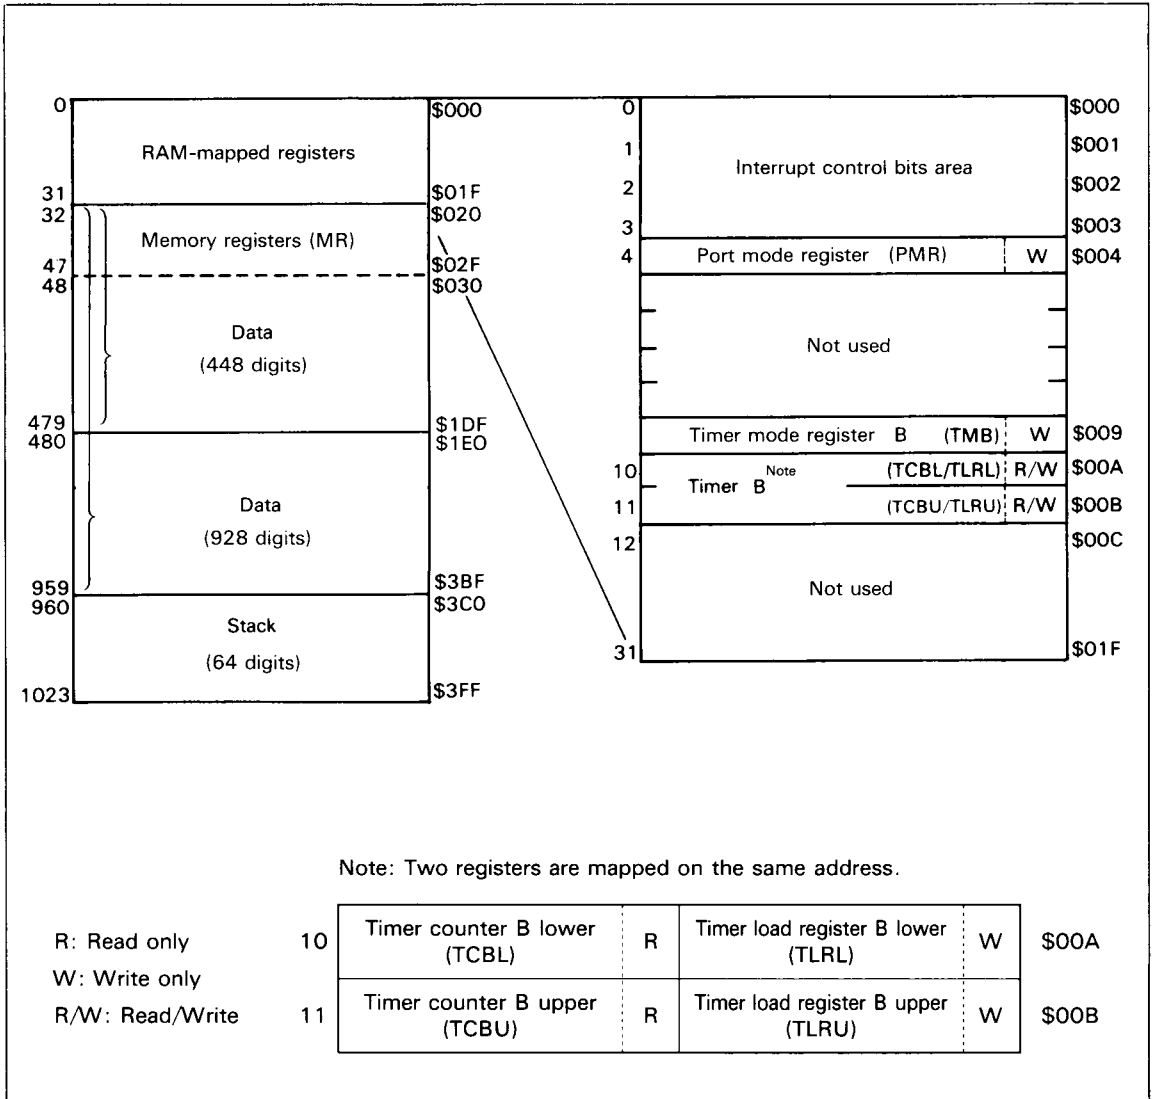 0 $000
RAM-mapped registers
31 $01F
32 $020
Memory registers (MR)
47 $02F
48 $030
Data
(448 digits)
479 $1DF
480 $1E0
Data
(928 digits)
959 $3BF
960 $3C0
Stack
(64 digits)
1023 $3FF
0 $000
1 $001
Interrupt control bits area
2 $002
3 $003
4 Port mode register (PMR) W $004
Not used
Timer mode register B (TMB) W $009
10 (TCBL/TLRL) R/W $00A
Timer B Note
11 (TCBU/TLRU) R/W $00B
12 $00C
Not used
31 $01F
Note: Two registers are mapped on the same address.
R: Read only
W: Write only
R/W: Read/Write
10 Timer counter B lower (TCBL) R Timer load register B lower (TLRL) W $00A
11 Timer counter B upper (TCBU) R Timer load register B upper (TLRU) W $00B